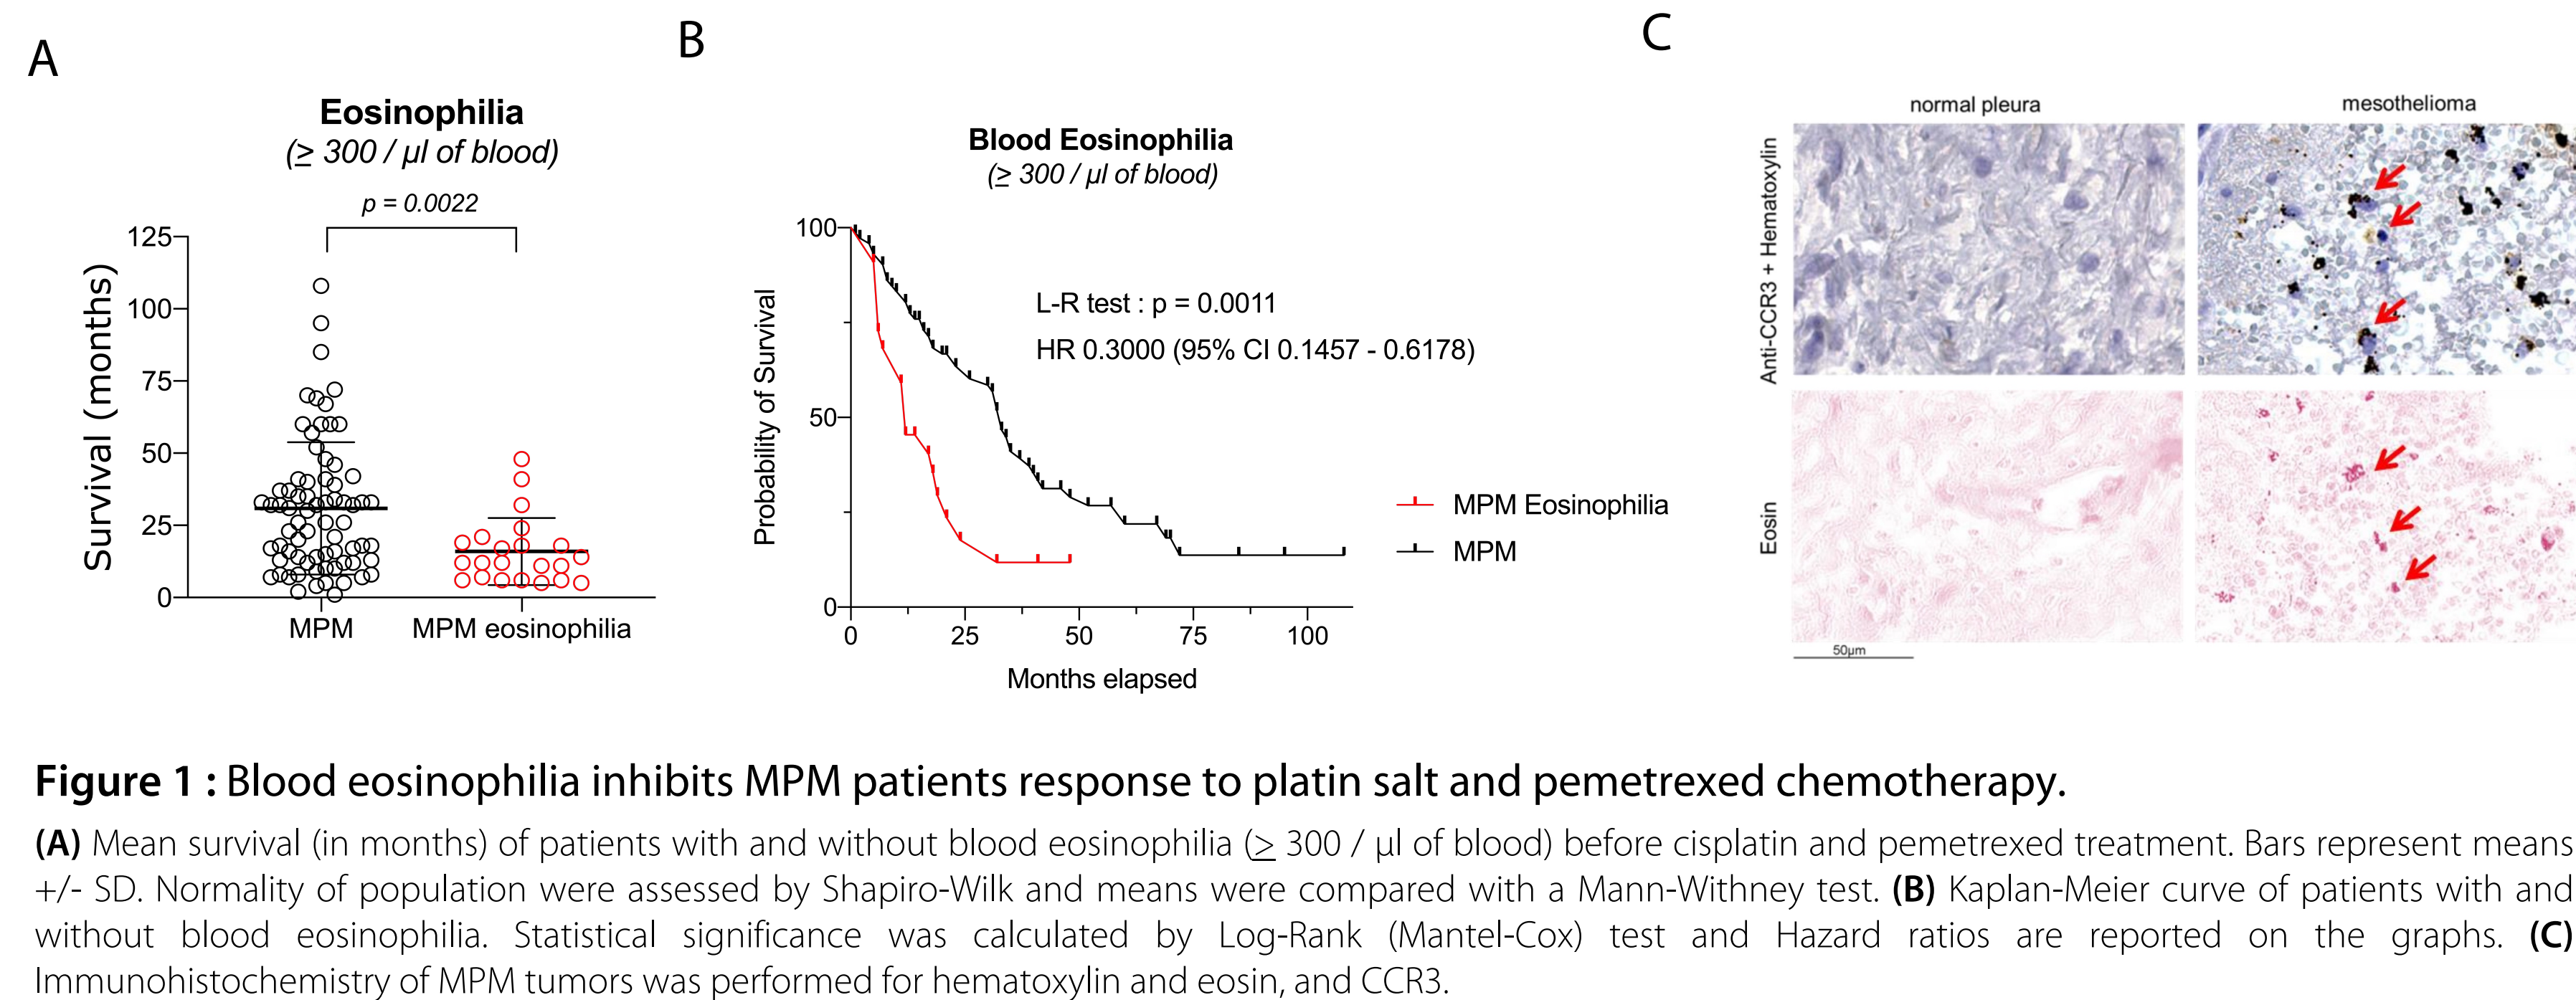 A
Eosinophilia
(≥ 300 / µl of blood)
p = 0.0022
125
100
75
50
25
0
Survival (months)
MPM
MPM eosinophilia
B
Blood Eosinophilia
(≥ 300 / µl of blood)
100
50
0
Probability of Survival
L-R test : p = 0.0011
HR 0.3000 (95% CI 0.1457 - 0.6178)
0
25
50
75
100
Months elapsed
MPM Eosinophilia
MPM
C
normal pleura
mesothelioma
Anti-CCR3 + Hematoxylin
Eosin
50µm
Figure 1 : Blood eosinophilia inhibits MPM patients response to platin salt and pemetrexed chemotherapy.
(A) Mean survival (in months) of patients with and without blood eosinophilia (≥ 300 / µl of blood) before cisplatin and pemetrexed treatment. Bars represent means
+/- SD. Normality of population were assessed by Shapiro-Wilk and means were compared with a Mann-Withney test. (B) Kaplan-Meier curve of patients with and
without blood eosinophilia. Statistical significance was calculated by Log-Rank (Mantel-Cox) test and Hazard ratios are reported on the graphs. (C)
Immunohistochemistry of MPM tumors was performed for hematoxylin and eosin, and CCR3.